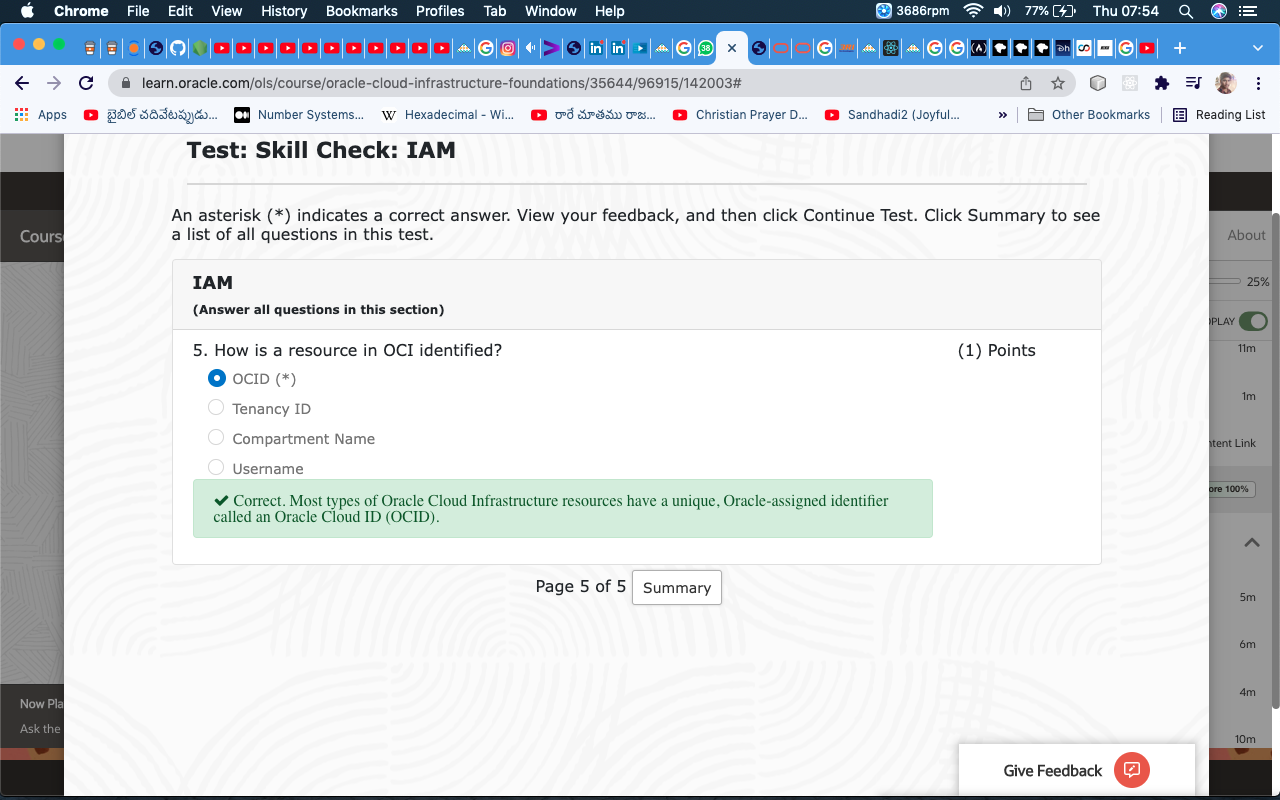 Chrome File Edit View History Bookmarks Profiles Tab Window Help 3686rpm 77% Thu 07:54
learn.oracle.com/ols/course/oracle-cloud-infrastructure-foundations/35644/96915/142003#
Apps బైబిల్ చదివేటప్పుడు... Number Systems... Hexadecimal - Wi... రారే చూతము రాజ... Christian Prayer D... Sandhadi2 (Joyful... » Other Bookmarks Reading List
Test: Skill Check: IAM
An asterisk (*) indicates a correct answer. View your feedback, and then click Continue Test. Click Summary to see
a list of all questions in this test.
Cours
About
IAM
25%
(Answer all questions in this section)
PLAY
5. How is a resource in OCI identified? (1) Points
11m
OCID (*)
1m
Tenancy ID
Compartment Name
ntent Link
Username
ore 100%
Correct. Most types of Oracle Cloud Infrastructure resources have a unique, Oracle-assigned identifier
called an Oracle Cloud ID (OCID).
Page 5 of 5 Summary
5m
6m
4m
Now Pla
Ask the
10m
Give Feedback